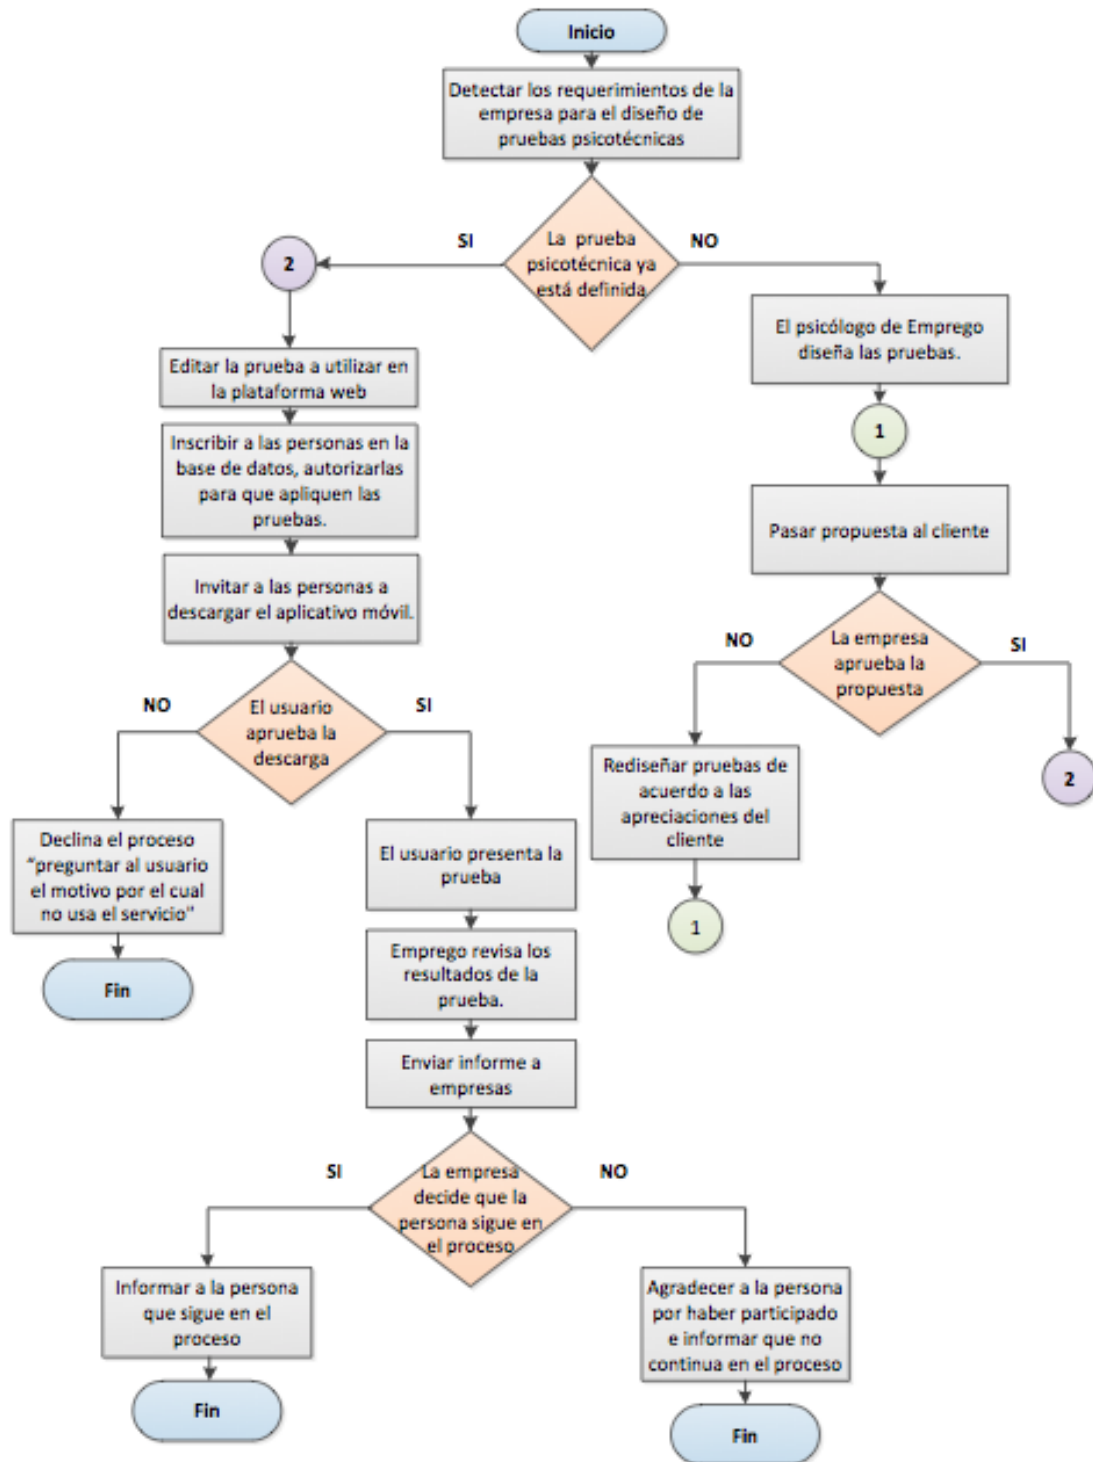 Inicio
Detectar los requerimientos de la
empresa para el diseño de
pruebas psicotécnicas
SI
La prueba
psicotécnica ya
está definida
NO
2
El psicólogo de Emprego
diseña las pruebas.
Editar la prueba a utilizar en
la plataforma web
1
Inscribir a las personas en la
base de datos, autorizarlas
para que apliquen las
pruebas.
Pasar propuesta al cliente
Invitar a las personas a
descargar el aplicativo móvil.
NO
La empresa
aprueba la
propuesta
SI
NO
El usuario
aprueba la
descarga
SI
Rediseñar pruebas de
acuerdo a las
apreciaciones del
cliente
2
Declina el proceso
“preguntar al usuario
el motivo por el cual
no usa el servicio"
El usuario presenta la
prueba
1
Emprego revisa los
resultados de la
prueba.
Fin
Enviar informe a
empresas
SI
La empresa
decide que la
persona sigue en
el proceso
NO
Informar a la persona
que sigue en el
proceso
Agradecer a la persona
por haber participado
e informar que no
continua en el proceso
Fin
Fin